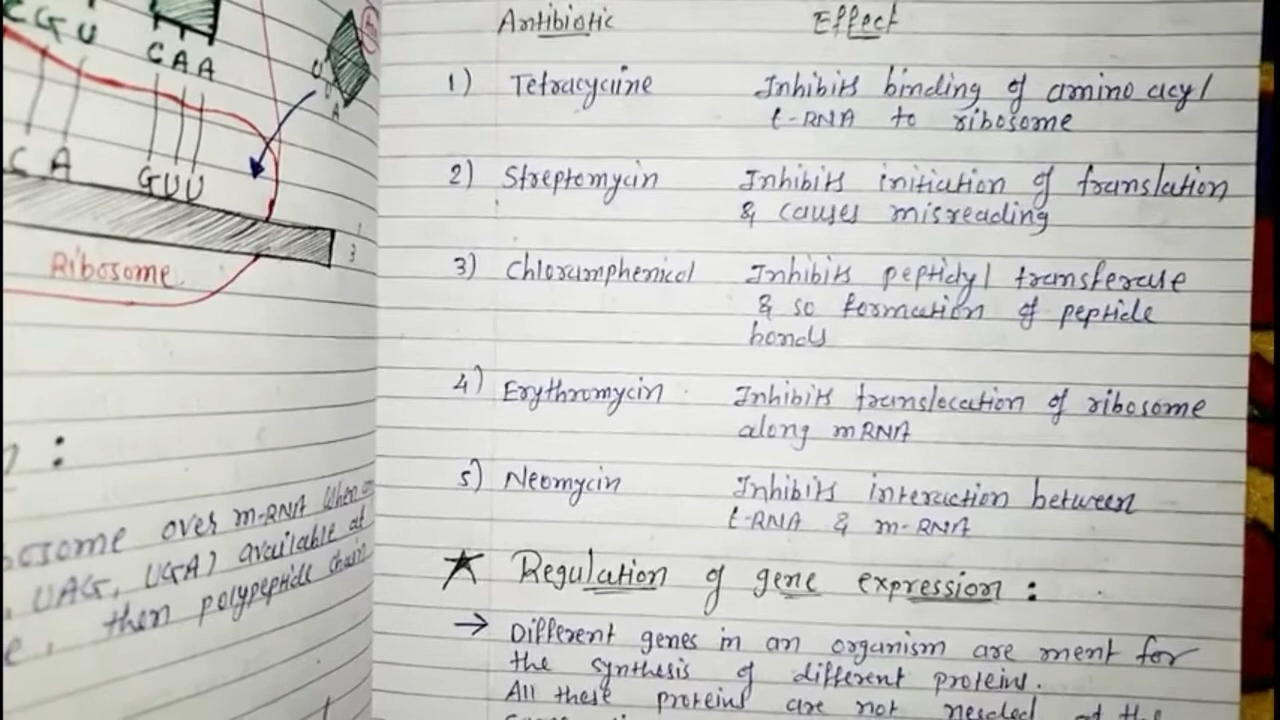 C G U
C A A
U
A
C A
GUU
3
Ribosome
:
osome over m-RNA when
, UAG, UGA) available at
e, then polypeptide chain
Antibiotic Effect
1) Tetracycline Inhibits binding of amino acyl
t-RNA to ribosome
2) Streptomycin Inhibits initiation of translation
& causes misreading
3) Chloramphenicol Inhibits peptidyl transferase
& so formation of peptide
bonds
4) Erythromycin Inhibits translocation of ribosome
along mRNA
5) Neomycin Inhibits interaction between
t-RNA & m-RNA
★ Regulation of gene expression :
→ Different genes in an organism are ment for
the synthesis of different proteins.
All these proteins are not needed at the